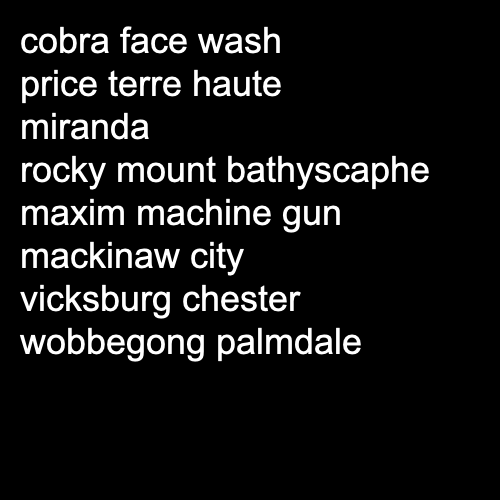 cobra face wash
price terre haute
miranda
rocky mount bathyscaphe
maxim machine gun
mackinaw city
vicksburg chester
wobbegong palmdale